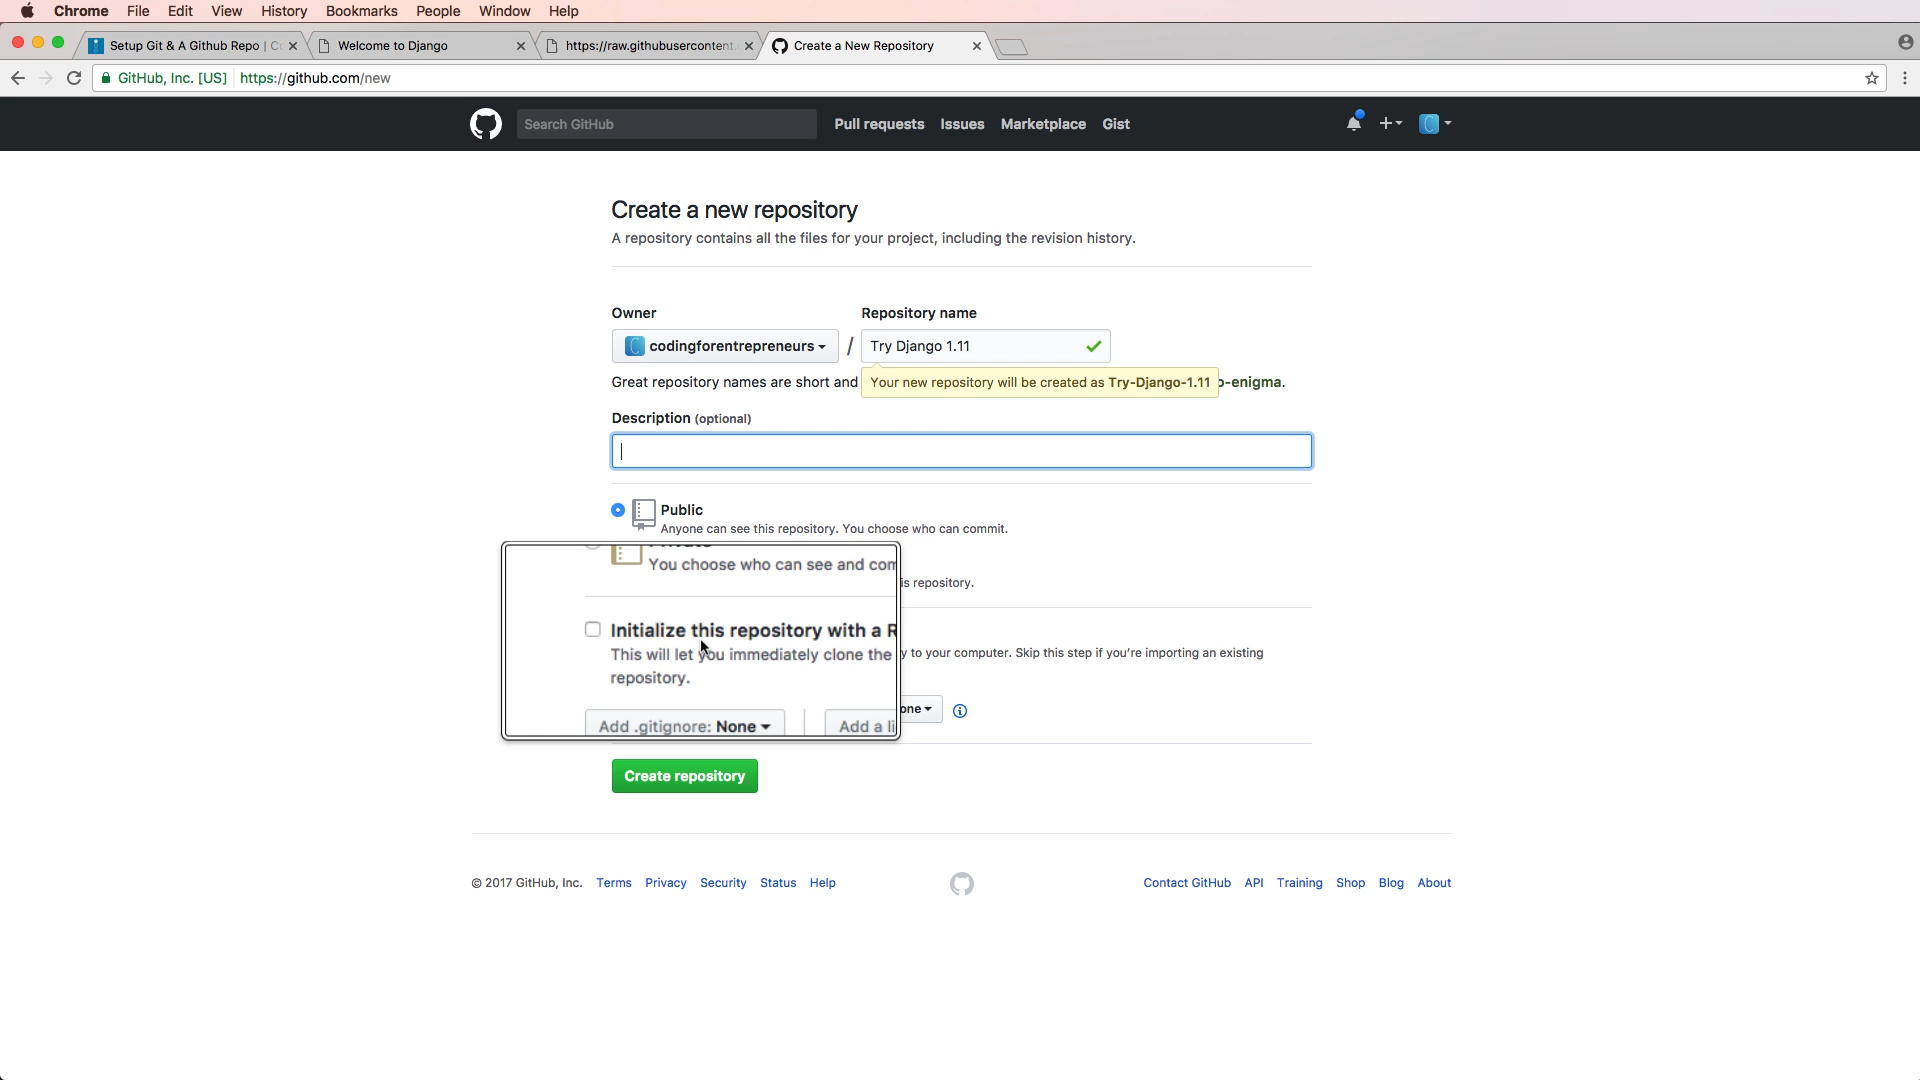 Chrome File Edit View History Bookmarks People Window Help
Setup Git & A Github Repo | C
Welcome to Django
https://raw.githubusercontent.
Create a New Repository
GitHub, Inc. [US] https://github.com/new
Search GitHub
Pull requests Issues Marketplace Gist
Create a new repository
A repository contains all the files for your project, including the revision history.
Owner
Repository name
codingforentrepreneurs / Try Django 1.11
Great repository names are short and
Your new repository will be created as Try-Django-1.11
o-enigma.
Description (optional)
Public
Anyone can see this repository. You choose who can commit.
You choose who can see and com
is repository.
Initialize this repository with a R
This will let you immediately clone the
y to your computer. Skip this step if you're importing an existing
repository.
Add .gitignore: None
Add a li
one
Create repository
© 2017 GitHub, Inc. Terms Privacy Security Status Help
Contact GitHub API Training Shop Blog About